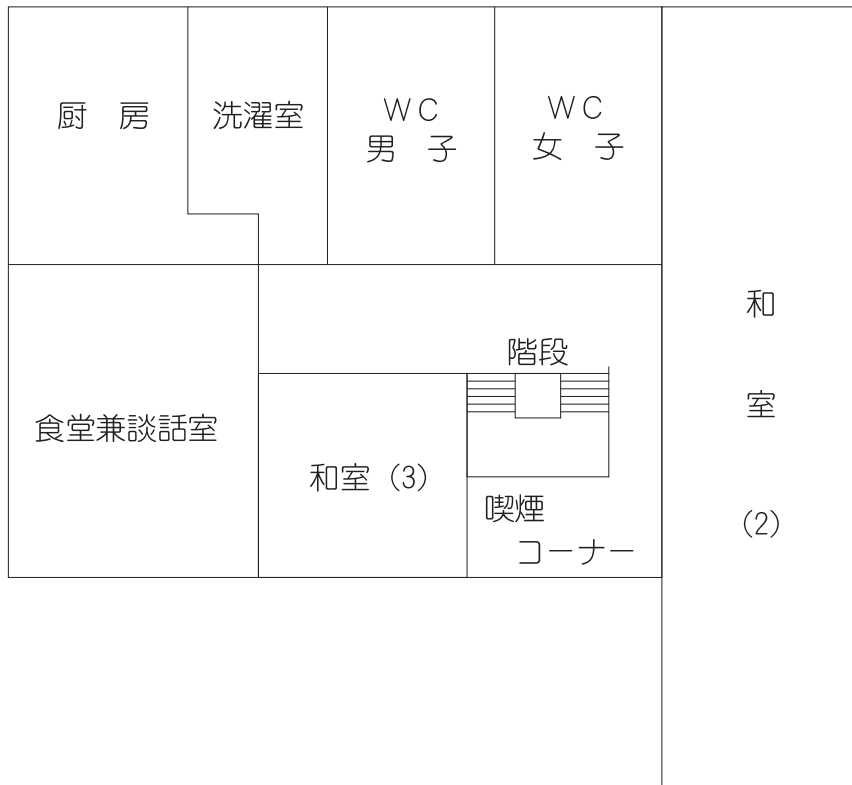 厨　房
洗濯室
ＷＣ
男　子
ＷＣ
女　子
和
室
(2)
階段
食堂兼談話室
和室 (3)
喫煙
コーナー